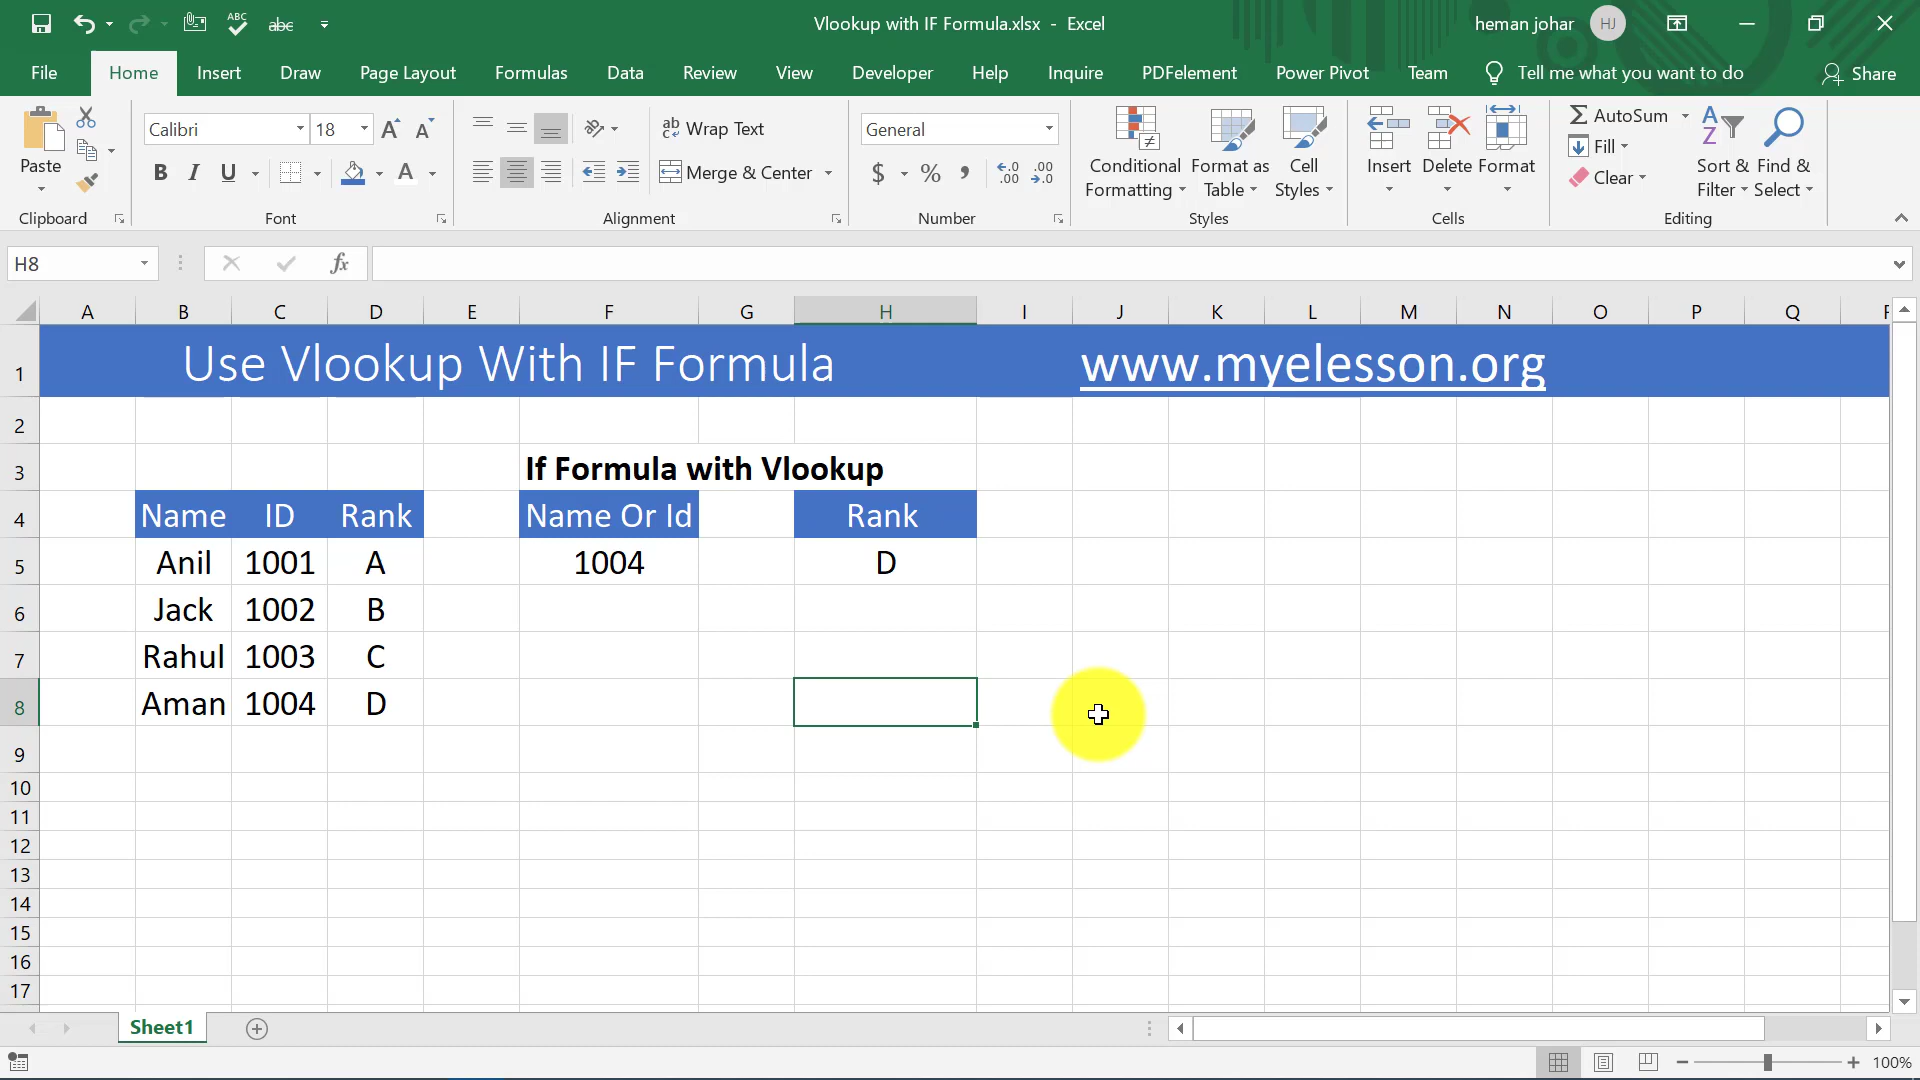 Vlookup with IF Formula.xlsx - Excel
heman johar HJ
File Home Insert Draw Page Layout Formulas Data Review View Developer Help Inquire PDFelement Power Pivot Team Tell me what you want to do Share
Paste
Clipboard
Calibri 18
B I U A
Font
ab Wrap Text
Merge & Center
Alignment
General
$ % , .00 .00
Number
Conditional Formatting
Format as Table
Cell Styles
Styles
Insert Delete Format
Cells
AutoSum
Fill
Clear
Sort & Filter
Find & Select
Editing
H8 fx
A B C D E F G H I J K L M N O P Q
1 Use Vlookup With IF Formula www.myelesson.org
2
3 If Formula with Vlookup
4 Name ID Rank Name Or Id Rank
5 Anil 1001 A 1004 D
6 Jack 1002 B
7 Rahul 1003 C
8 Aman 1004 D
9
10
11
12
13
14
15
16
17
Sheet1
100%